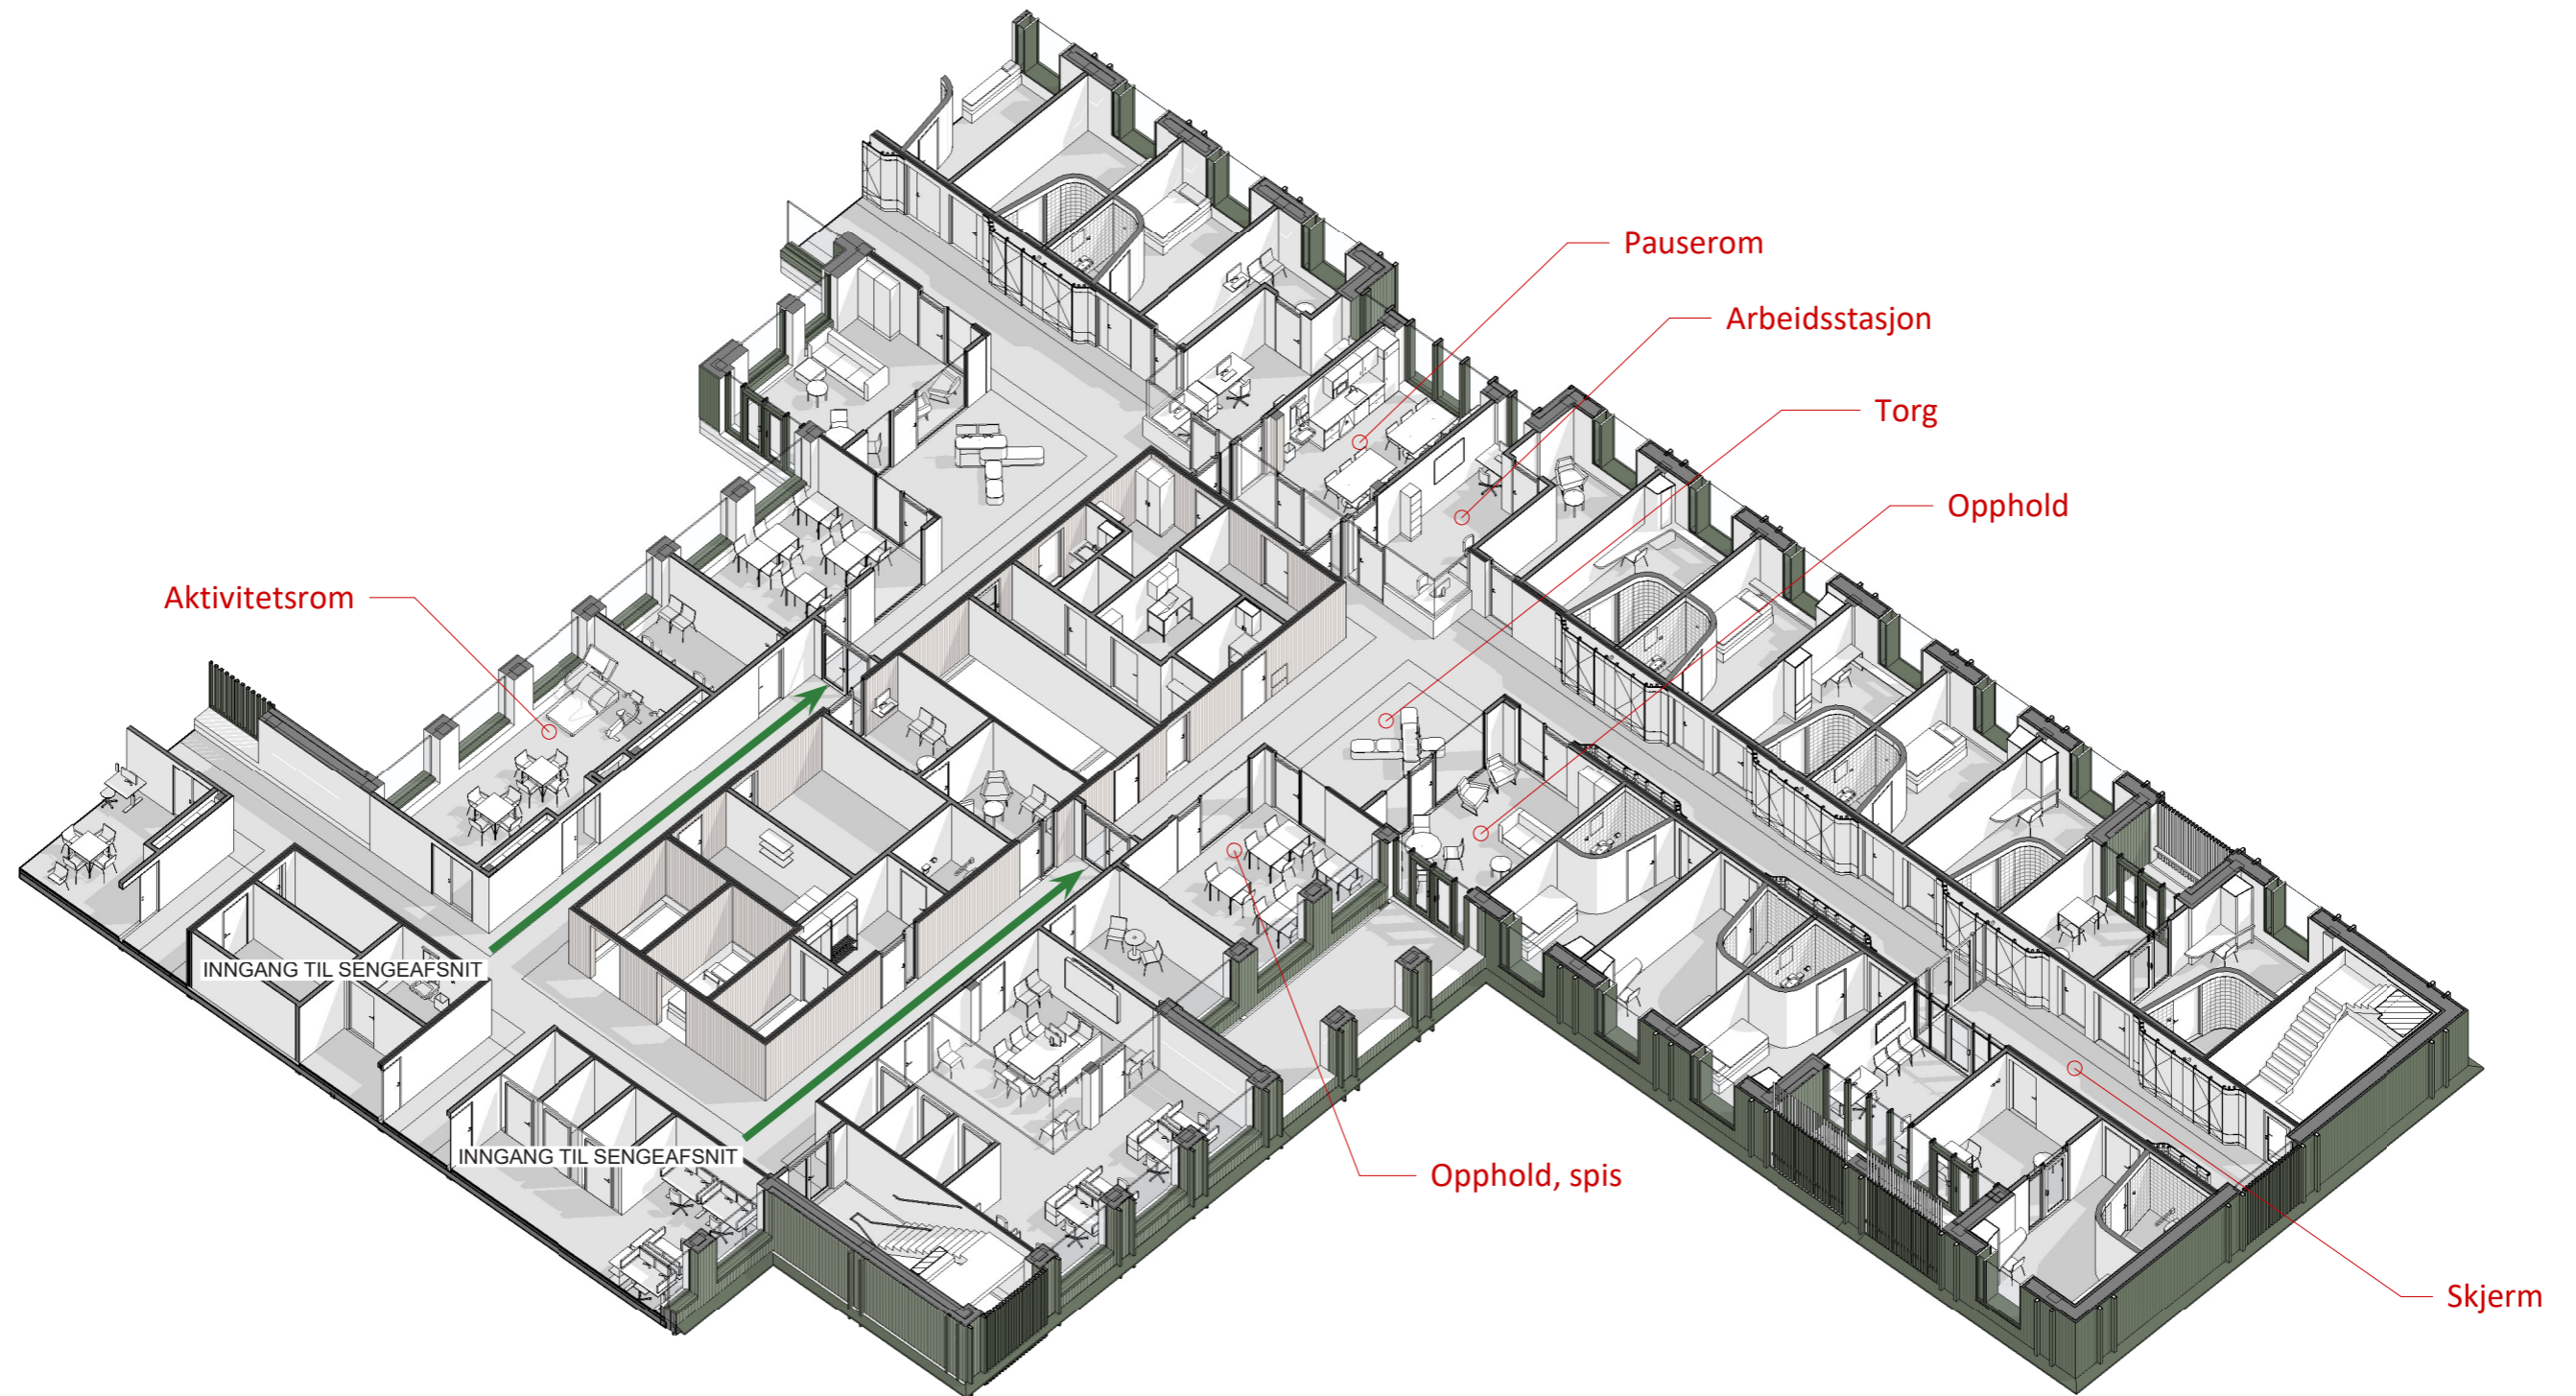 Pauserom
Arbeidsstasjon
Torg
Opphold
Aktivitetsrom
INNGANG TIL SENGEAFSNIT
INNGANG TIL SENGEAFSNIT
Opphold, spis
Skjerm